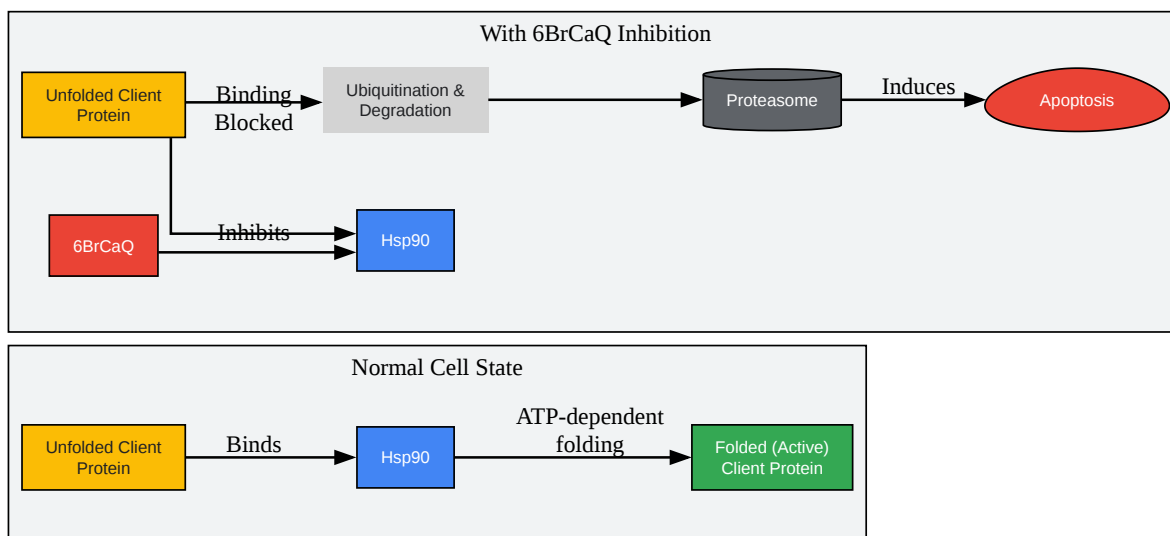 With 6BrCaQ Inhibition
Unfolded Client
Protein
Binding
Blocked
Ubiquitination &
Degradation
Proteasome
Induces
Apoptosis
6BrCaQ
Inhibits
Hsp90
Normal Cell State
Unfolded Client
Protein
Binds
Hsp90
ATP-dependent
folding
Folded (Active)
Client Protein